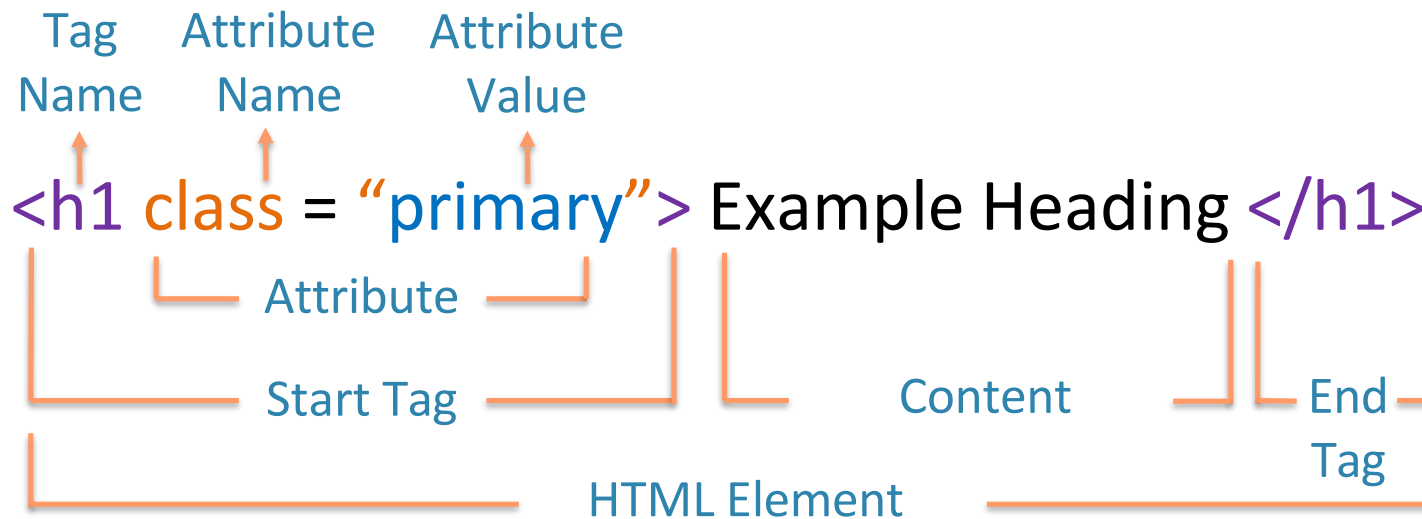 Tag Attribute Attribute
Name Name Value
<h1 class = “primary”> Example Heading </h1>
Attribute
Start Tag Content End
Tag
HTML Element